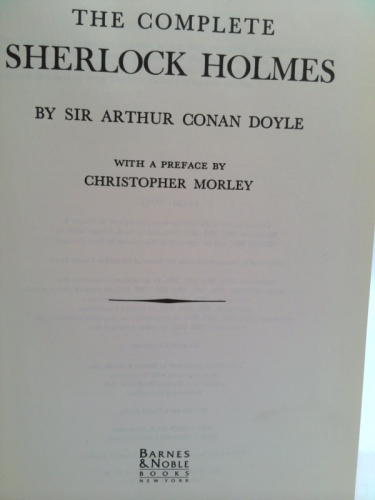 THE COMPLETE
SHERLOCK HOLMES
BY SIR ARTHUR CONAN DOYLE
WITH A PREFACE BY
CHRISTOPHER MORLEY
BARNES
& NOBLE
BOOKS
NEW YORK